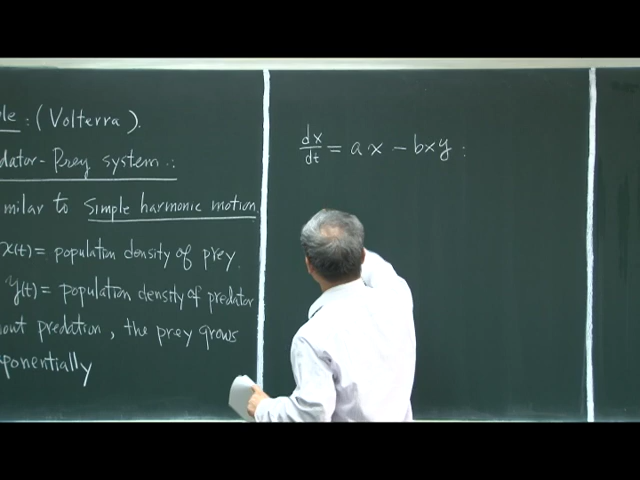 le : (Volterra).
dator-Prey system :
milar to simple harmonic motion.
x(t) = population density of prey.
y(t) = population density of predator
out predation, the prey grows
ponentially
dx/dt = ax - bxy :